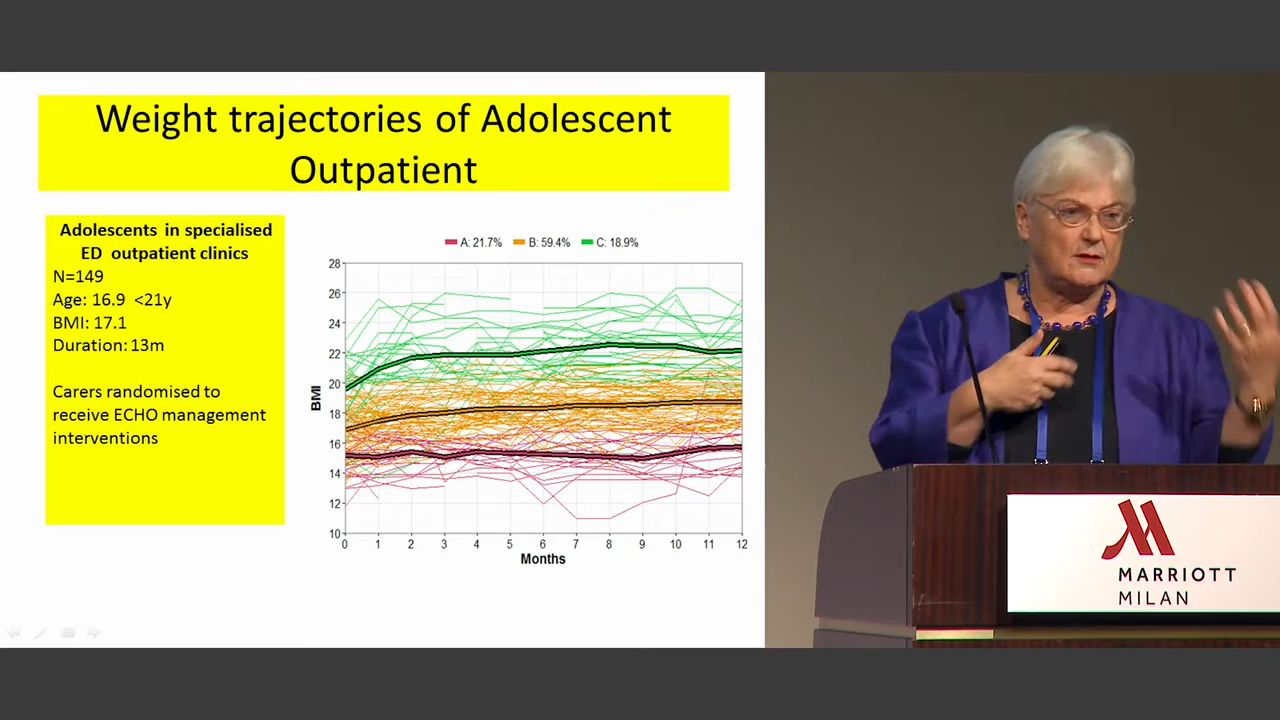 Weight trajectories of Adolescent
Outpatient
Adolescents in specialised
ED outpatient clinics
N=149
Age: 16.9 <21y
BMI: 17.1
Duration: 13m
Carers randomised to
receive ECHO management
interventions
A: 21.7% B: 59.4% C: 18.9%
28
26
24
22
20
18
16
14
12
10
BMI
0 1 2 3 4 5 6 7 8 9 10 11 12
Months
MARRIOTT
MILAN